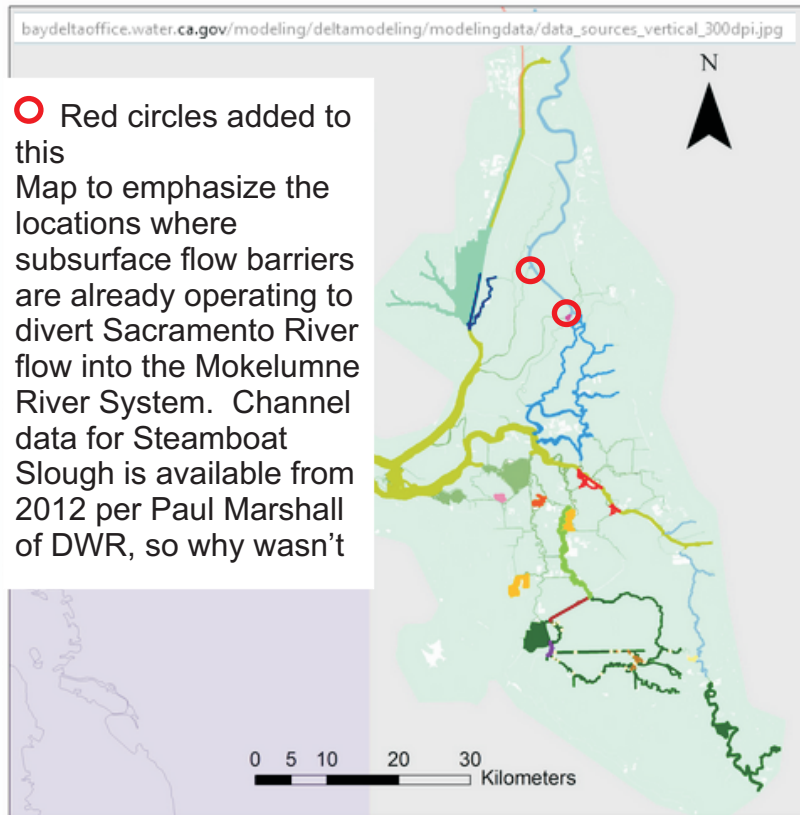 baydeltaoffice.water.ca.gov/modeling/deltamodeling/modelingdata/data_sources_vertical_300dpi.jpg
N
Red circles added to
this
Map to emphasize the
locations where
subsurface flow barriers
are already operating to
divert Sacramento River
flow into the Mokelumne
River System.  Channel
data for Steamboat
Slough is available from
2012 per Paul Marshall
of DWR, so why wasn't
0 5 10 20 30
Kilometers